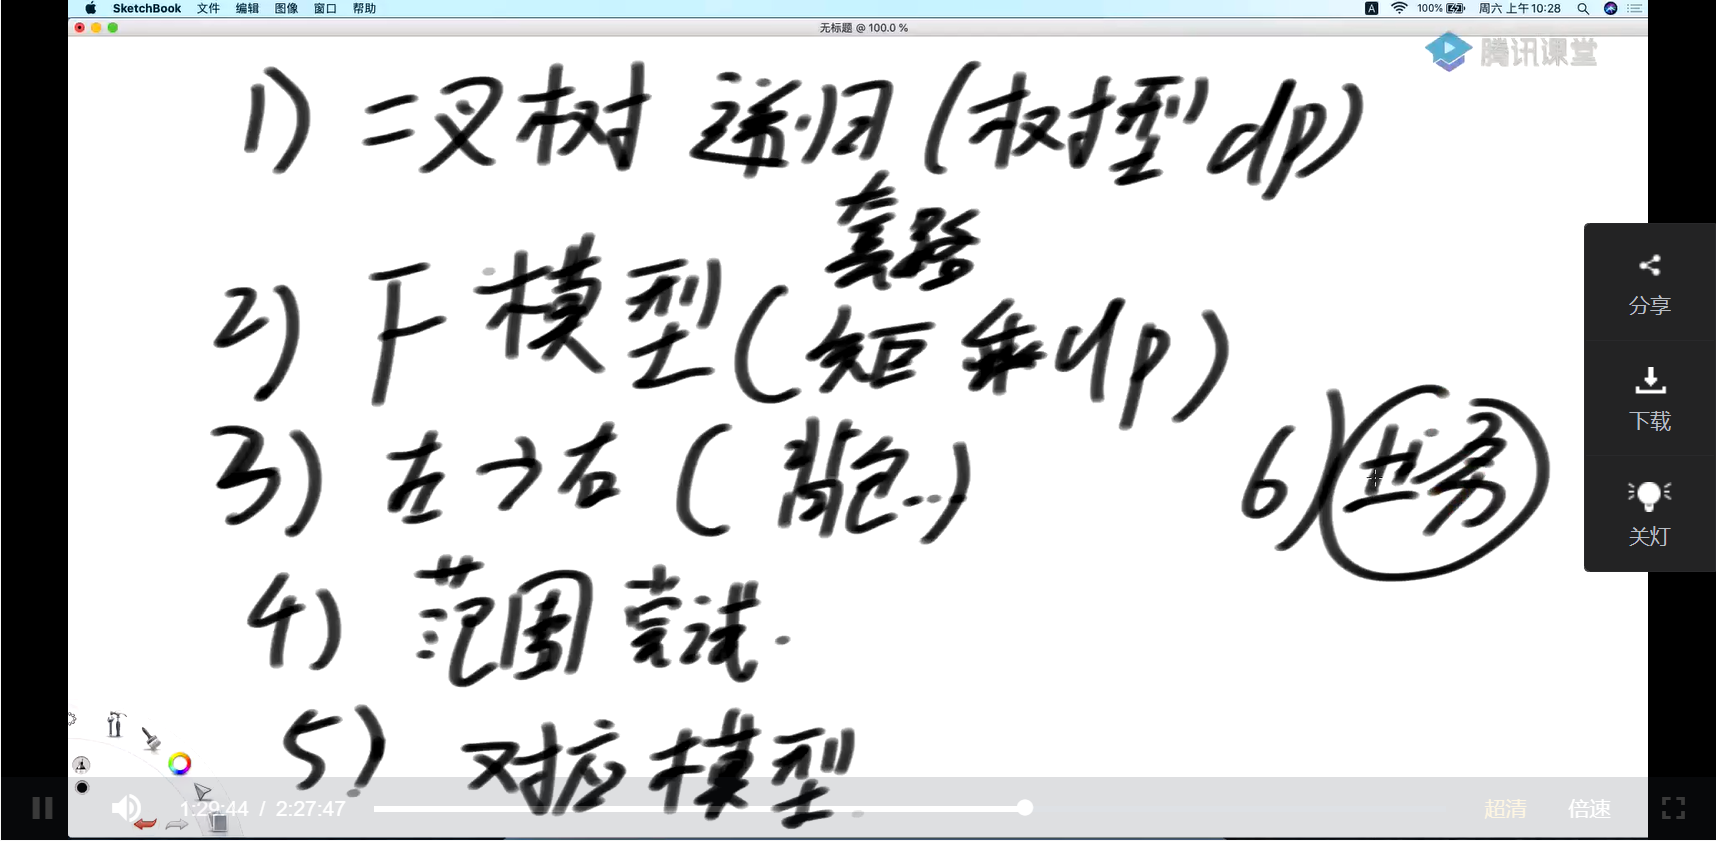 SketchBook 文件 编辑 图像 窗口 帮助 A 100% 周六 上午10:28
无标题 @ 100.0 %
腾讯课堂
1) 二叉树 递归 (树型dp)
套路
2) 模型 (矩乘dp)
3) 左→右 (背包..)
6) 业务
4) 范围尝试.
5) 对应模型.
分享
下载
关灯
1:29:44 / 2:27:47 超清 倍速